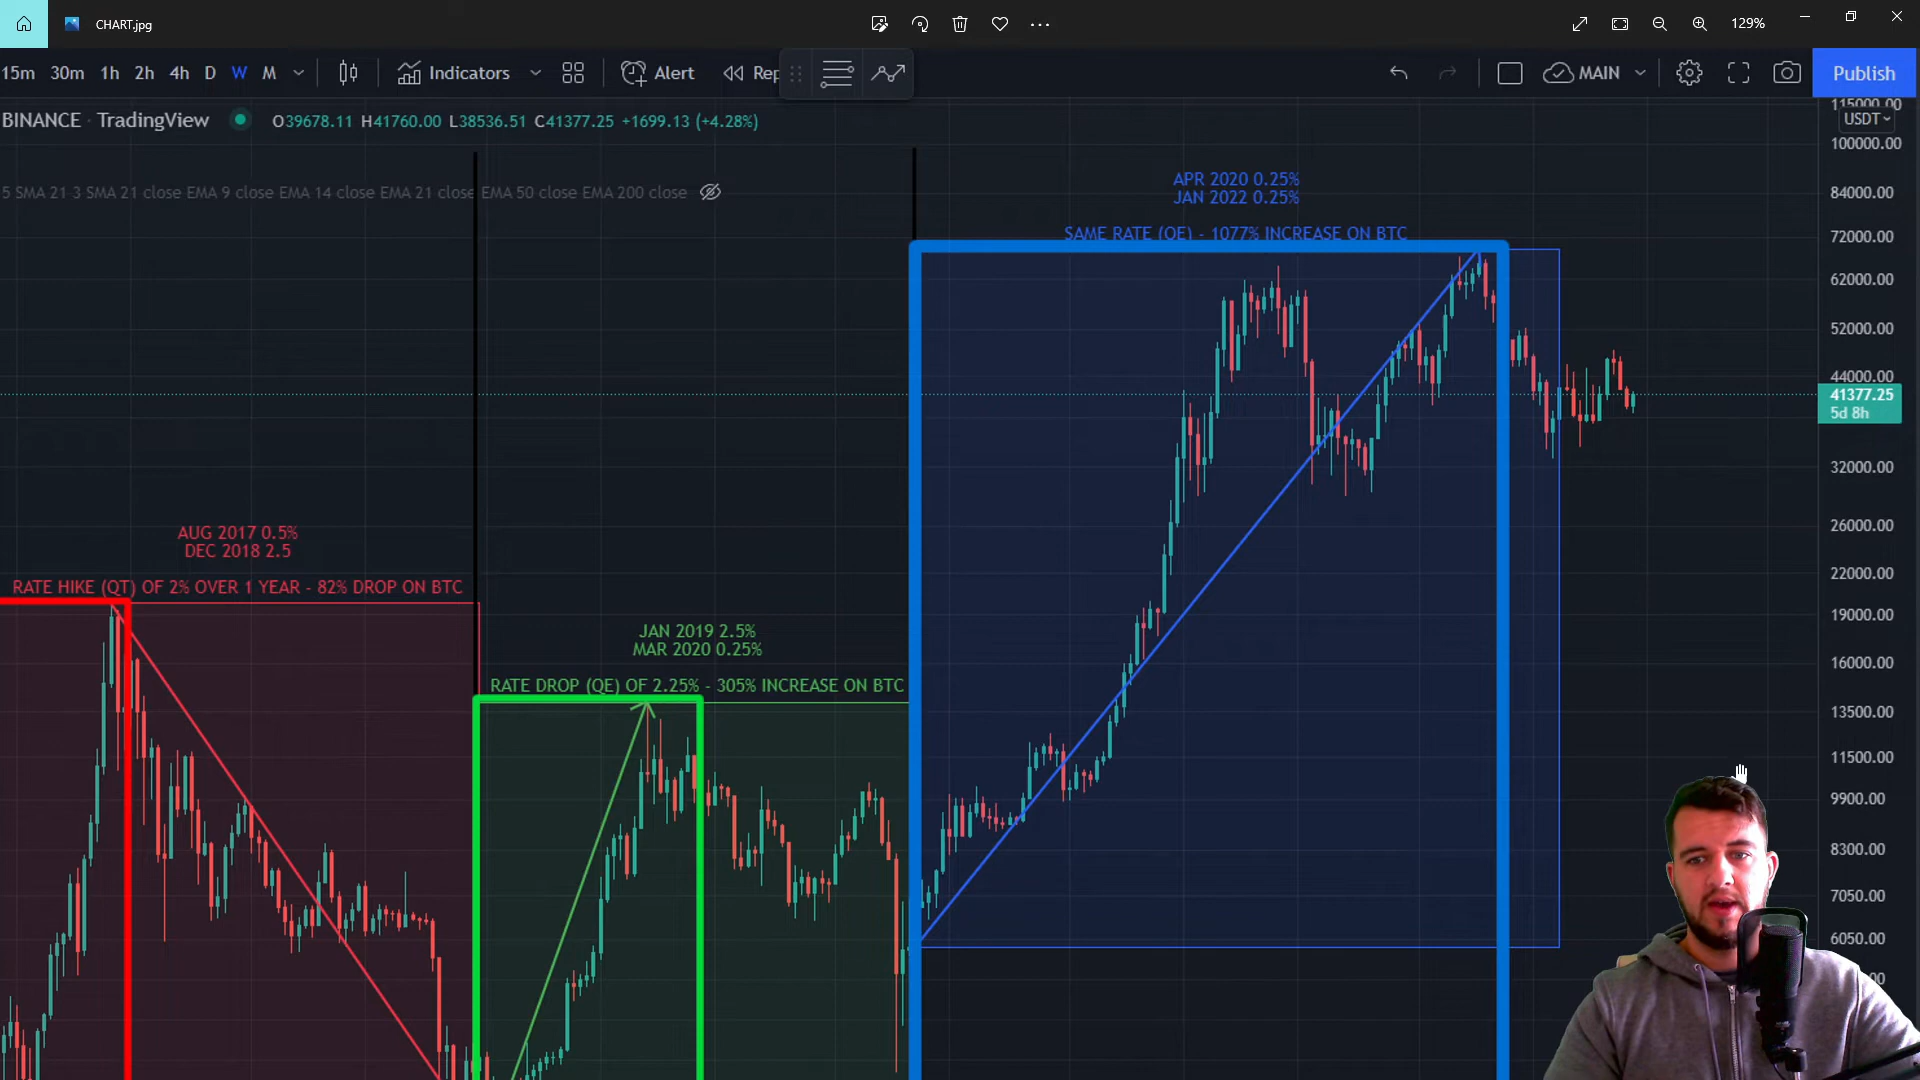 CHART.jpg
129%
15m 30m 1h 2h 4h D W M Indicators Alert Rep MAIN Publish
BINANCE · TradingView O39678.11 H41760.00 L38536.51 C41377.25 +1699.13 (+4.28%)
5 SMA 21 3 SMA 21 close EMA 9 close EMA 14 close EMA 21 close EMA 50 close EMA 200 close
APR 2020 0.25%
JAN 2022 0.25%
SAME RATE (QE) - 1077% INCREASE ON BTC
AUG 2017 0.5%
DEC 2018 2.5
RATE HIKE (QT) OF 2% OVER 1 YEAR - 82% DROP ON BTC
JAN 2019 2.5%
MAR 2020 0.25%
RATE DROP (QE) OF 2.25% - 305% INCREASE ON BTC
115000.00
USDT
100000.00
84000.00
72000.00
62000.00
52000.00
44000.00
41377.25
5d 8h
32000.00
26000.00
22000.00
19000.00
16000.00
13500.00
11500.00
9900.00
8300.00
7050.00
6050.00